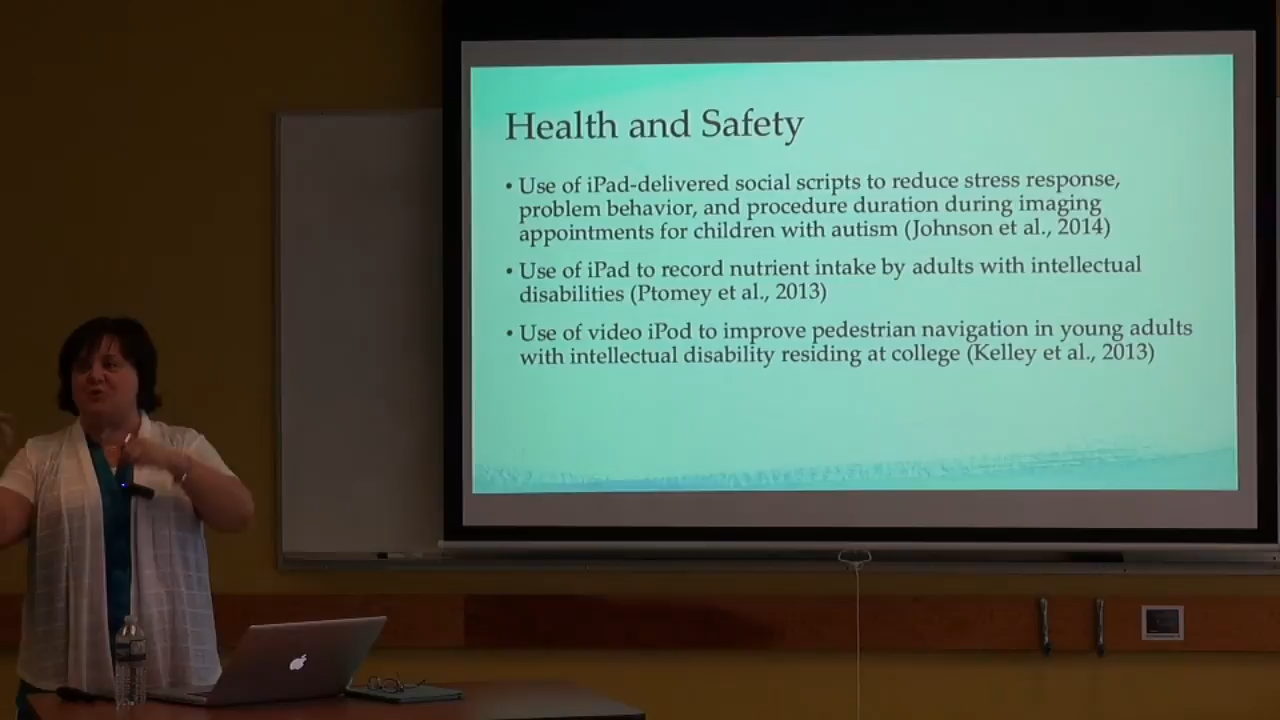 Health and Safety
• Use of iPad-delivered social scripts to reduce stress response,
problem behavior, and procedure duration during imaging
appointments for children with autism (Johnson et al., 2014)
• Use of iPad to record nutrient intake by adults with intellectual
disabilities (Ptomey et al., 2013)
• Use of video iPod to improve pedestrian navigation in young adults
with intellectual disability residing at college (Kelley et al., 2013)